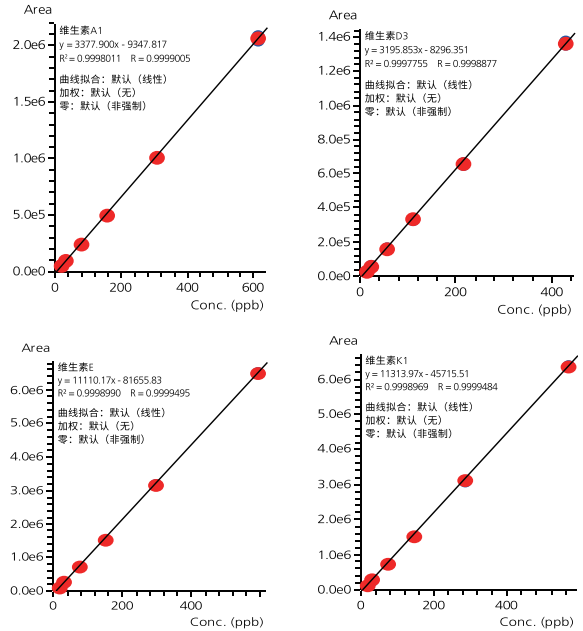 Area
维生素A1
y = 3377.900x - 9347.817
R² = 0.9998011 R = 0.9999005
曲线拟合：默认（线性）
加权：默认（无）
零：默认（非强制）
2.0e6
1.5e6
1.0e6
5.0e5
0.0e0
0 200 400 600
Conc. (ppb)
Area
维生素D3
y = 3195.853x - 8296.351
R² = 0.9997755 R = 0.9998877
曲线拟合：默认（线性）
加权：默认（无）
零：默认（非强制）
1.4e6
1.2e6
1.0e6
8.0e5
6.0e5
4.0e5
2.0e5
0.0e0
0 200 400
Conc. (ppb)
Area
维生素E
y = 11110.17x - 81655.83
R² = 0.9998990 R = 0.9999495
曲线拟合：默认（线性）
加权：默认（无）
零：默认（非强制）
6.0e6
5.0e6
4.0e6
3.0e6
2.0e6
1.0e6
0.0e0
0 200 400
Conc. (ppb)
Area
维生素K1
y = 11313.97x - 45715.51
R² = 0.9998969 R = 0.9999484
曲线拟合：默认（线性）
加权：默认（无）
零：默认（非强制）
6.0e6
5.0e6
4.0e6
3.0e6
2.0e6
1.0e6
0.0e0
0 200 400
Conc. (ppb)